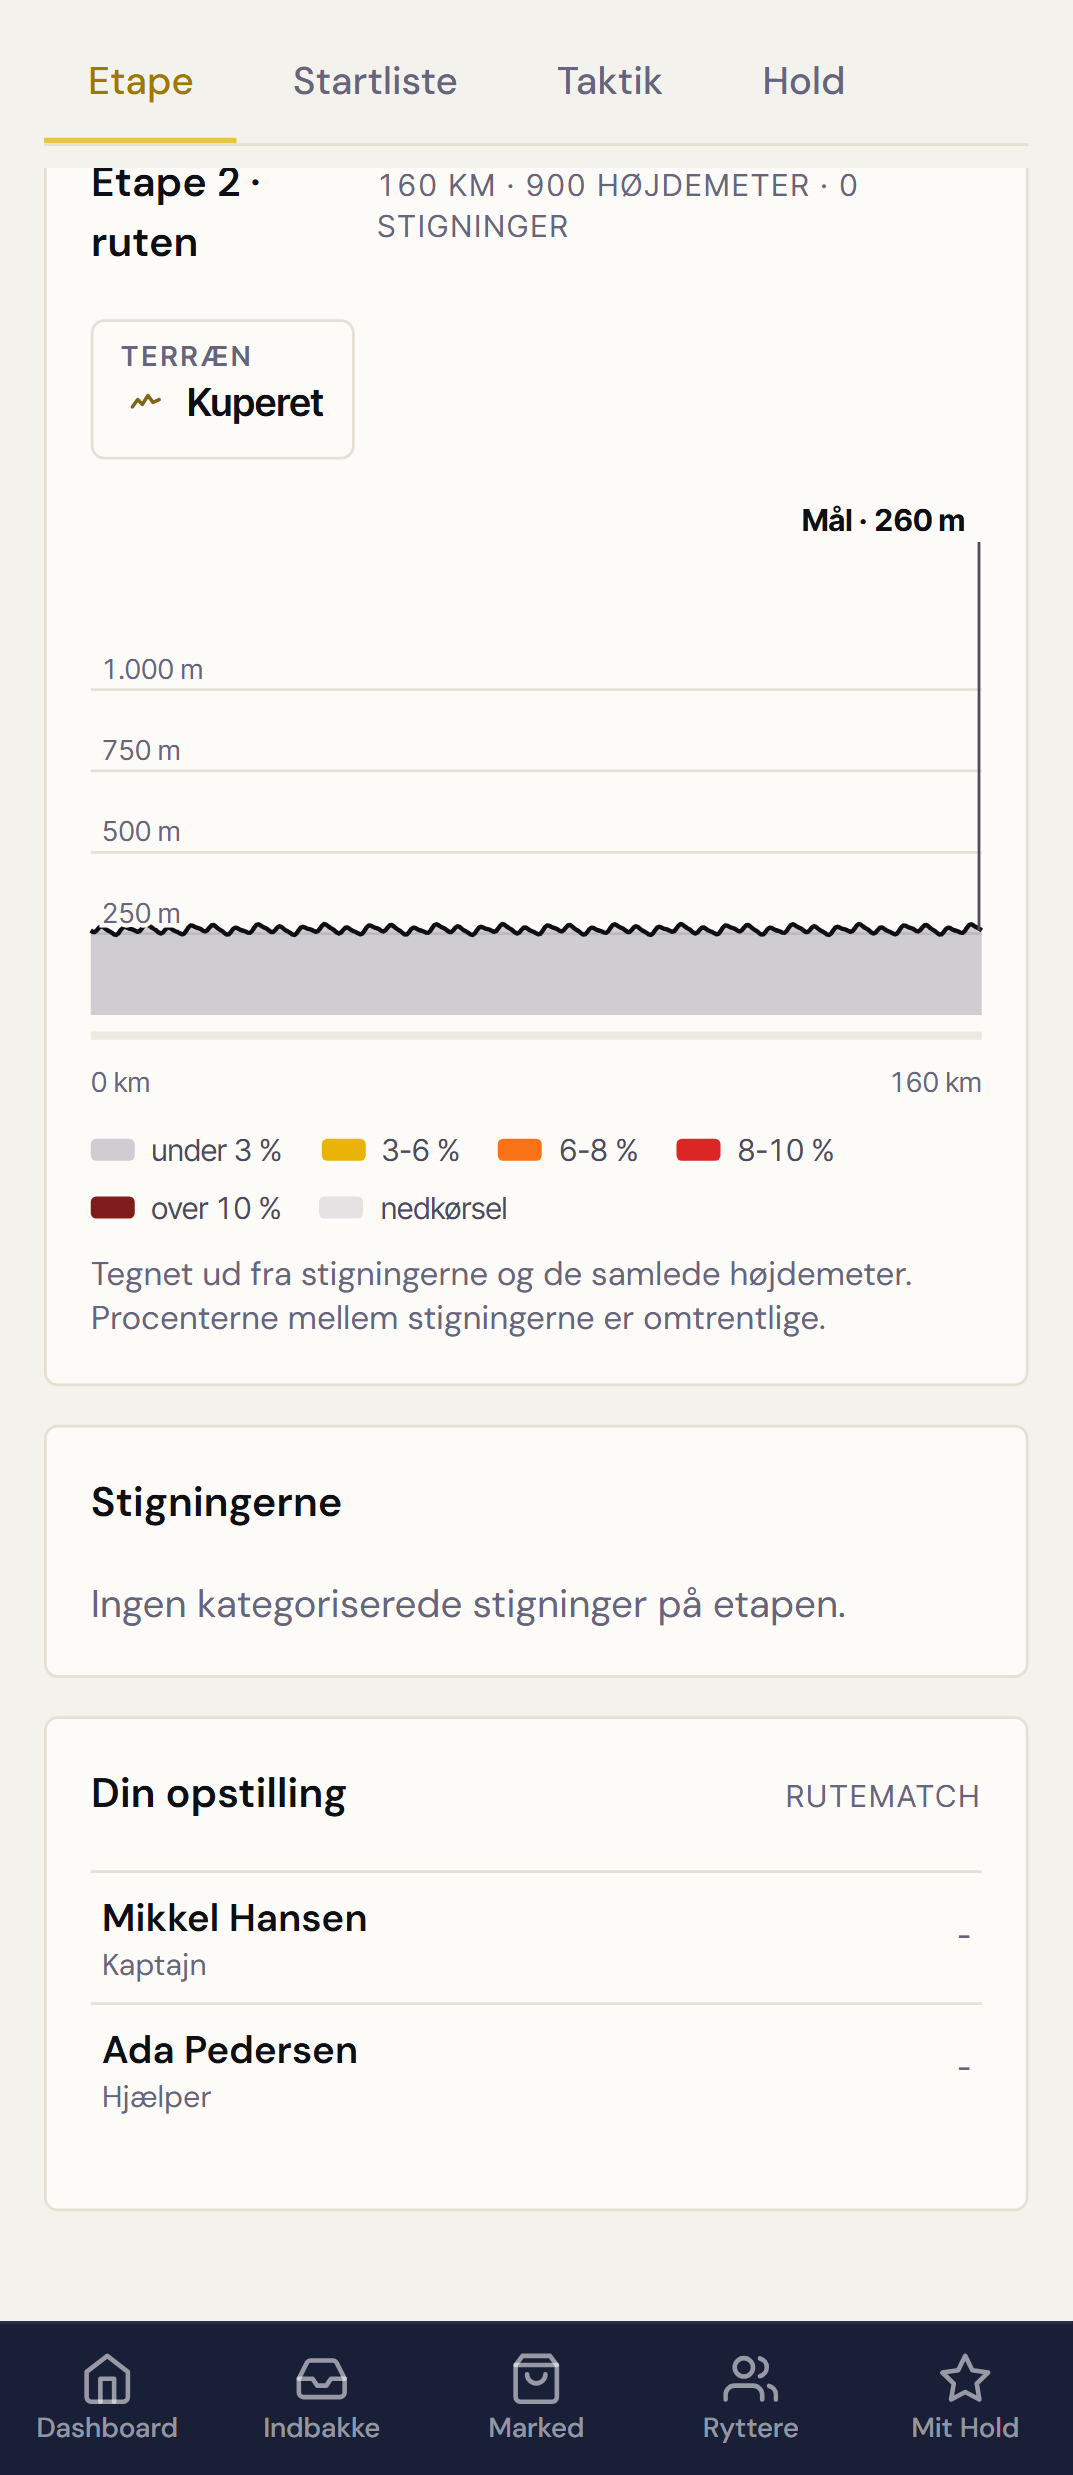 Etape Startliste Taktik Hold
Etape 2 ·
ruten
160 KM · 900 HØJDEMETER · 0
STIGNINGER
TERRÆN
Kuperet
Mål · 260 m
1.000 m
750 m
500 m
250 m
0 km 160 km
under 3 % 3-6 % 6-8 % 8-10 %
over 10 % nedkørsel
Tegnet ud fra stigningerne og de samlede højdemeter.
Procenterne mellem stigningerne er omtrentlige.
Stigningerne
Ingen kategoriserede stigninger på etapen.
Din opstilling RUTEMATCH
Mikkel Hansen
Kaptajn
-
Ada Pedersen
Hjælper
-
Dashboard Indbakke Marked Ryttere Mit Hold